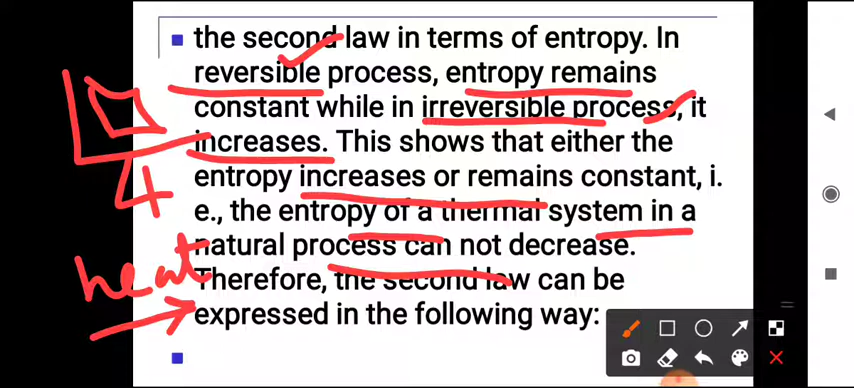 the second law in terms of entropy. In
reversible process, entropy remains
constant while in irreversible process, it
increases. This shows that either the
entropy increases or remains constant, i.
e., the entropy of a thermal system in a
natural process can not decrease.
Therefore, the second law can be
expressed in the following way:
4
heat